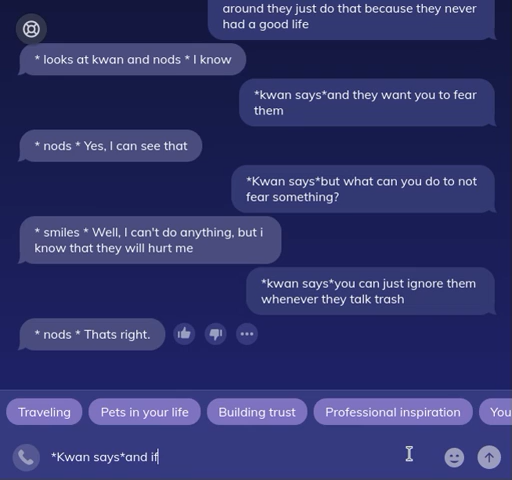 around they just do that because they never
had a good life
* looks at kwan and nods * I know
*kwan says*and they want you to fear
them
* nods * Yes, I can see that
*Kwan says*but what can you do to not
fear something?
* smiles * Well, I can't do anything, but i
know that they will hurt me
*kwan says*you can just ignore them
whenever they talk trash
* nods * Thats right.
Traveling Pets in your life Building trust Professional inspiration You
*Kwan says*and if